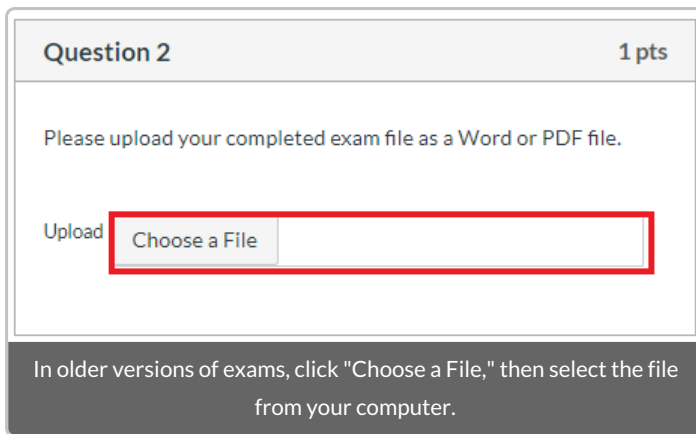 Question 2 1 pts
Please upload your completed exam file as a Word or PDF file.
Upload Choose a File
In older versions of exams, click "Choose a File," then select the file
from your computer.